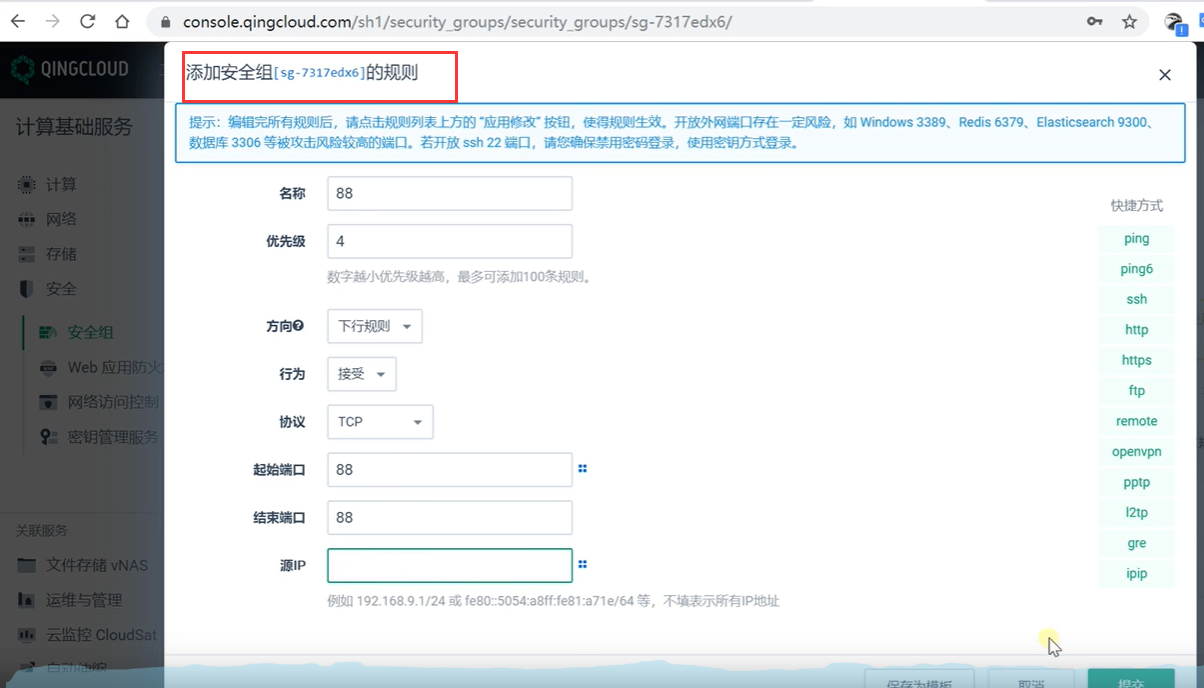 console.qingcloud.com/sh1/security_groups/security_groups/sg-7317edx6/
QINGCLOUD
计算基础服务
计算
网络
存储
安全
安全组
Web 应用防火
网络访问控制
密钥管理服务
关联服务
文件存储 vNAS
运维与管理
云监控 CloudSat
自动伸缩
添加安全组[sg-7317edx6]的规则
提示：编辑完所有规则后，请点击规则列表上方的 “应用修改” 按钮，使得规则生效。开放外网端口存在一定风险，如 Windows 3389、Redis 6379、Elasticsearch 9300、
数据库 3306 等被攻击风险较高的端口。若开放 ssh 22 端口，请您确保禁用密码登录，使用密钥方式登录。
名称 88
优先级 4
数字越小优先级越高，最多可添加100条规则。
方向 下行规则
行为 接受
协议 TCP
起始端口 88
结束端口 88
源IP
例如 192.168.9.1/24 或 fe80::5054:a8ff:fe81:a71e/64 等，不填表示所有IP地址
快捷方式
ping
ping6
ssh
http
https
ftp
remote
openvpn
pptp
l2tp
gre
ipip
保存为模板 取消 提交